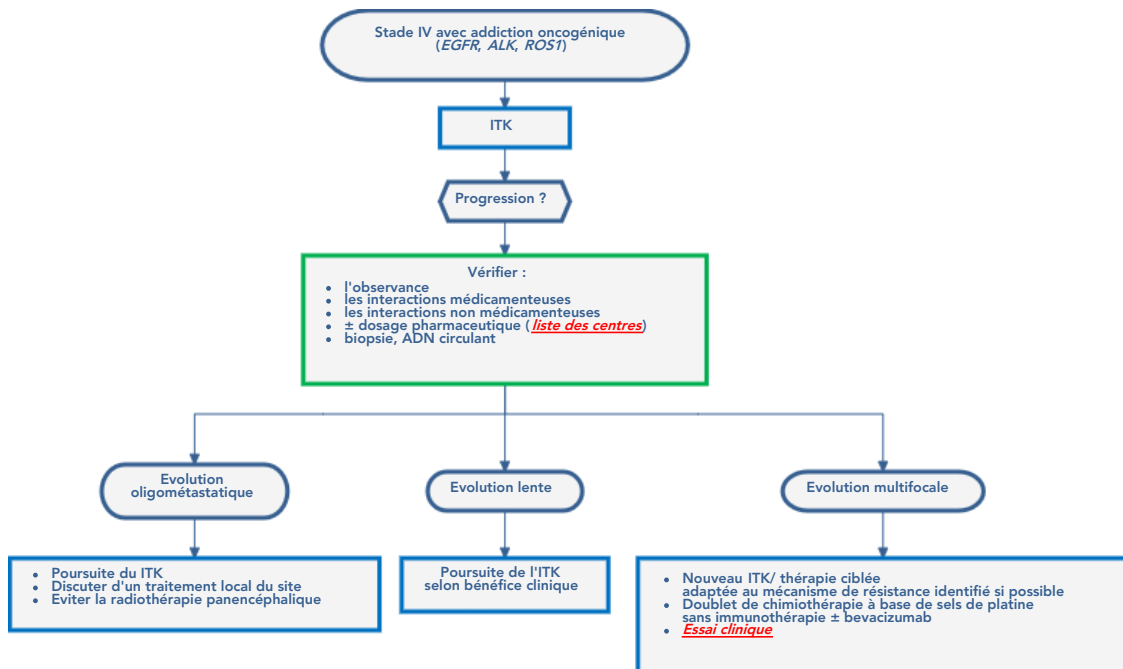 Stade IV avec addiction oncogénique
(EGFR, ALK, ROS1)
ITK
Progression ?
Vérifier :
• l'observance
• les interactions médicamenteuses
• les interactions non médicamenteuses
• ± dosage pharmaceutique (liste des centres)
• biopsie, ADN circulant
Evolution
oligométastatique
Evolution lente
Evolution multifocale
• Poursuite du ITK
• Discuter d'un traitement local du site
• Eviter la radiothérapie panencéphalique
Poursuite de l'ITK
selon bénéfice clinique
• Nouveau ITK/ thérapie ciblée
adaptée au mécanisme de résistance identifié si possible
• Doublet de chimiothérapie à base de sels de platine
sans immunothérapie ± bevacizumab
• Essai clinique